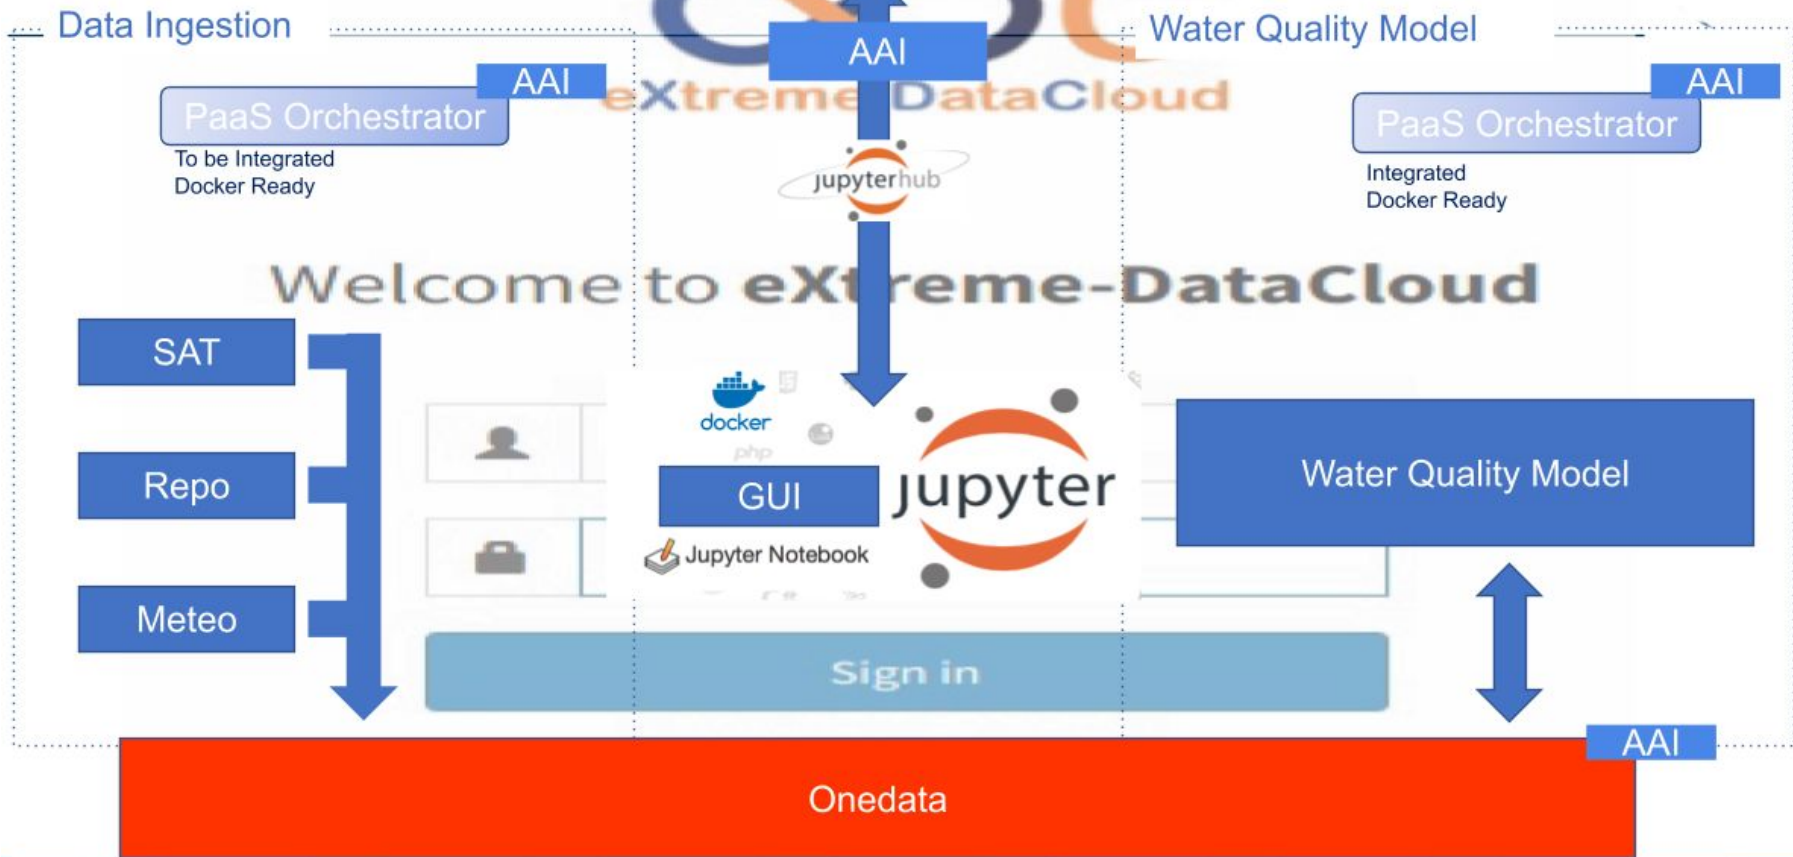 Data Ingestion
AAI
Water Quality Model
AAI
AAI
eXtreme DataCloud
PaaS Orchestrator
PaaS Orchestrator
To be Integrated
Docker Ready
jupyterhub
Integrated
Docker Ready
Welcome to eXtreme-DataCloud
SAT
docker
php
Repo
GUI
jupyter
Water Quality Model
Jupyter Notebook
Meteo
C#
Sign in
AAI
Onedata